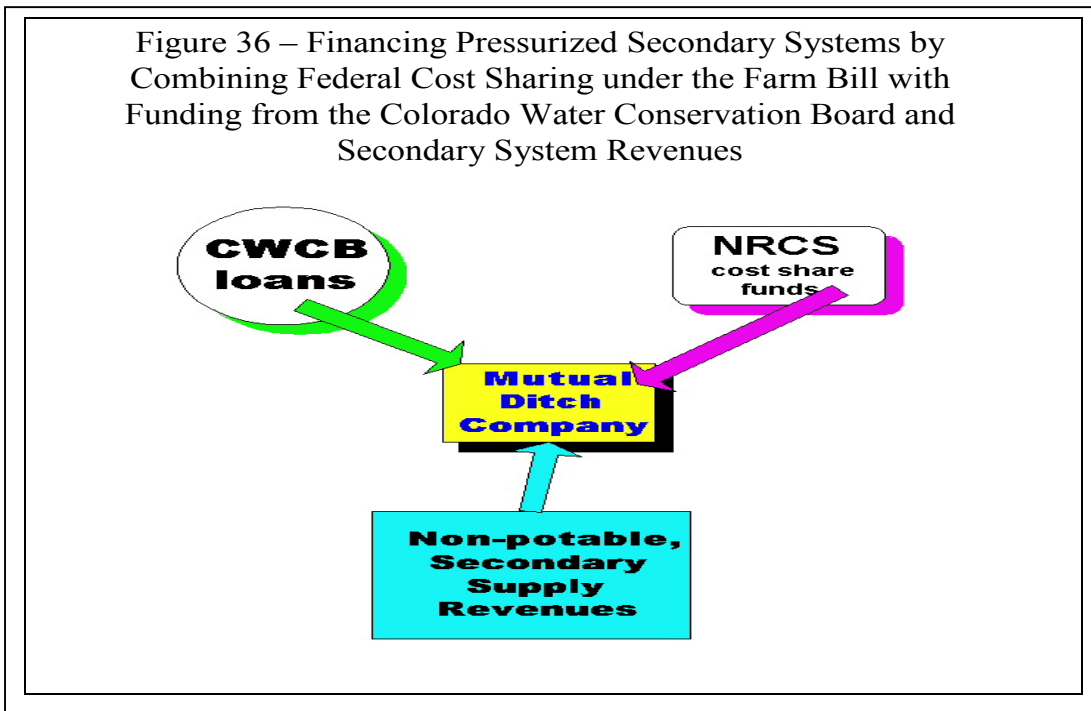 Figure 36 – Financing Pressurized Secondary Systems by
Combining Federal Cost Sharing under the Farm Bill with
Funding from the Colorado Water Conservation Board and
Secondary System Revenues
CWCB
loans
NRCS
cost share
funds
Mutual
Ditch
Company
Non-potable,
Secondary
Supply
Revenues